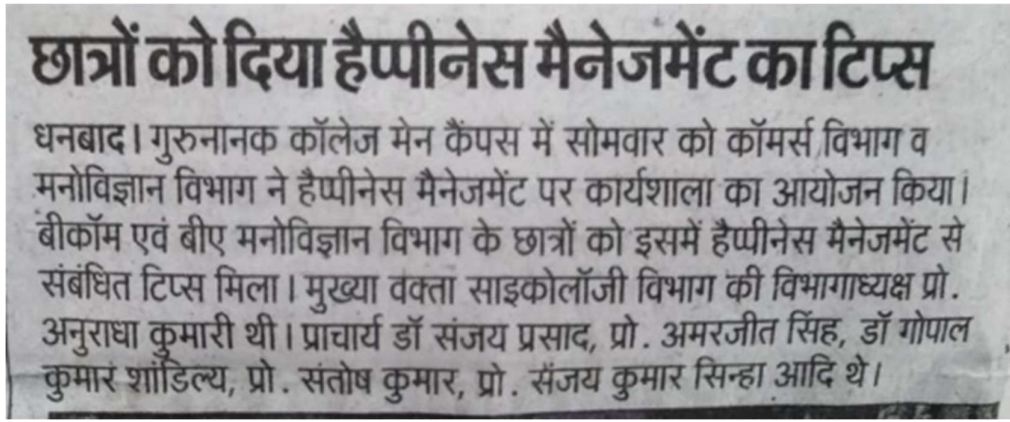 छात्रों को दिया हैप्पीनेस मैनेजमेंट का टिप्स
धनबाद। गुरुनानक कॉलेज मेन कैंपस में सोमवार को कॉमर्स विभाग व
मनोविज्ञान विभाग ने हैप्पीनेस मैनेजमेंट पर कार्यशाला का आयोजन किया।
बीकॉम एवं बीए मनोविज्ञान विभाग के छात्रों को इसमें हैप्पीनेस मैनेजमेंट से
संबंधित टिप्स मिला। मुख्या वक्ता साइकोलॉजी विभाग की विभागाध्यक्ष प्रो.
अनुराधा कुमारी थी। प्राचार्य डॉ संजय प्रसाद, प्रो. अमरजीत सिंह, डॉ गोपाल
कुमार शांडिल्य, प्रो. संतोष कुमार, प्रो. संजय कुमार सिन्हा आदि थे।